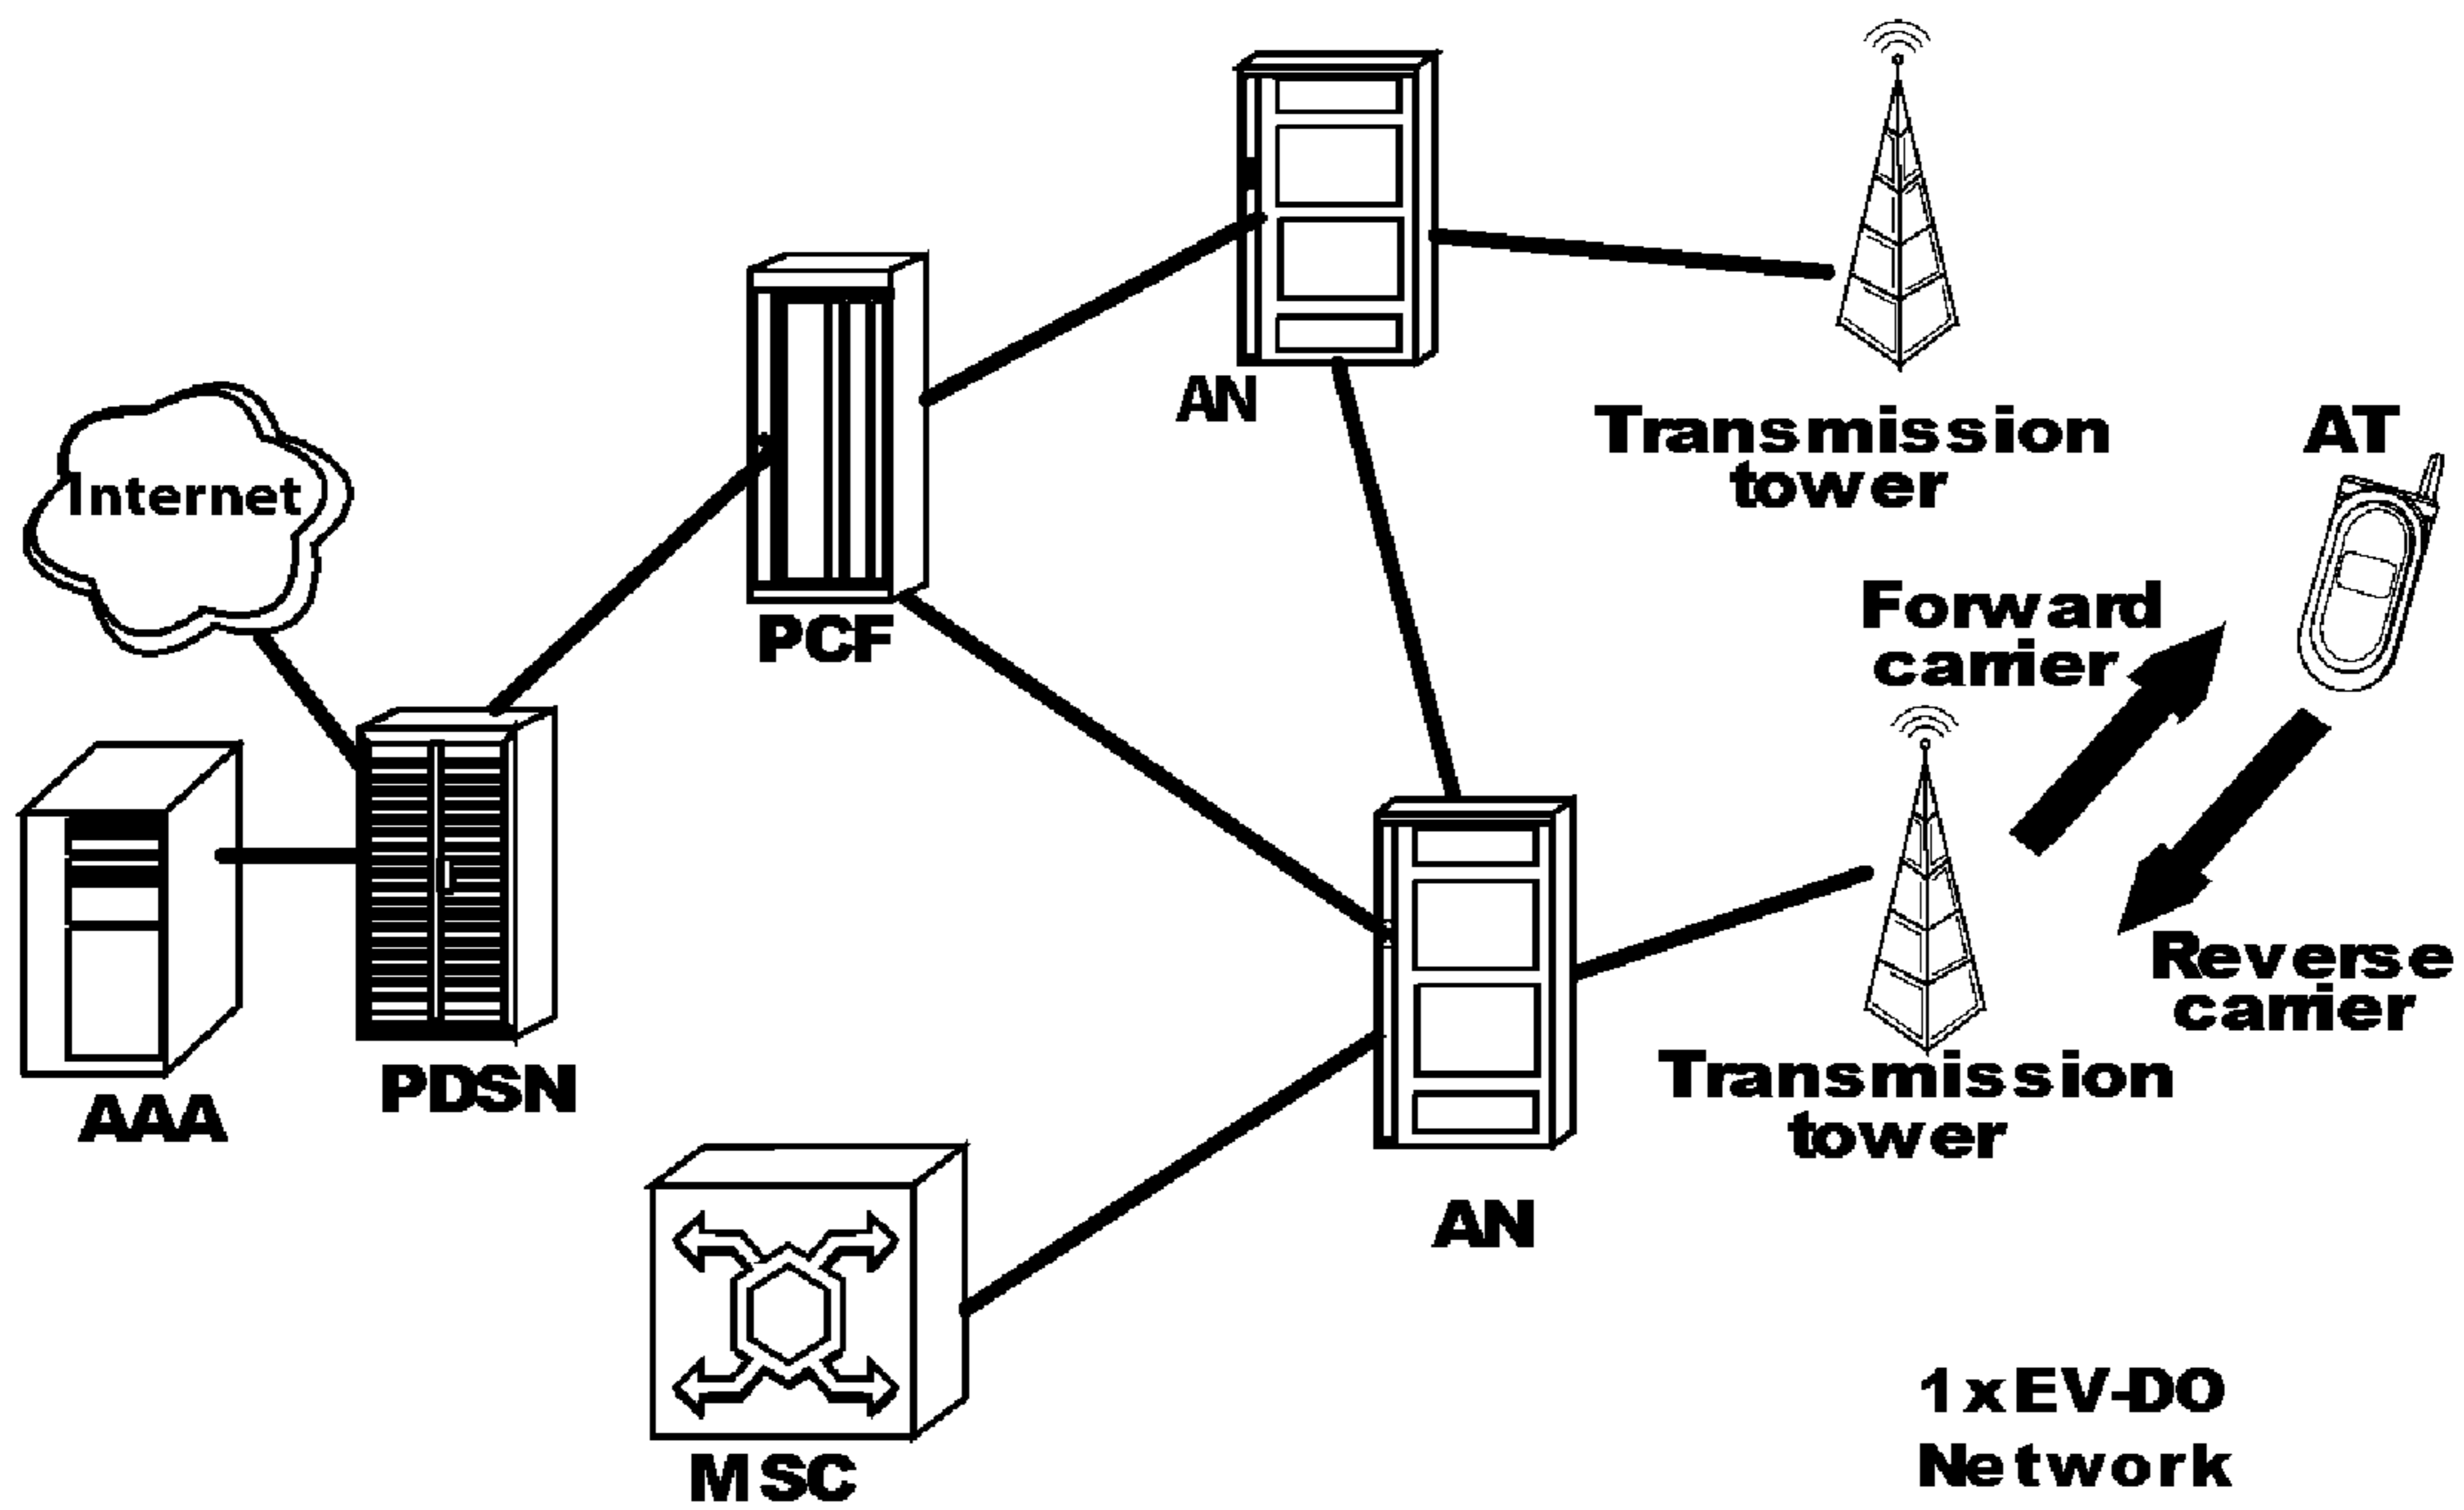 AN
Transmission
tower
AT
Internet
PCF
Forward
carrier
Reverse
carrier
PDSN
AAA
Transmission
tower
AN
MSC
1xEV-DO
Network